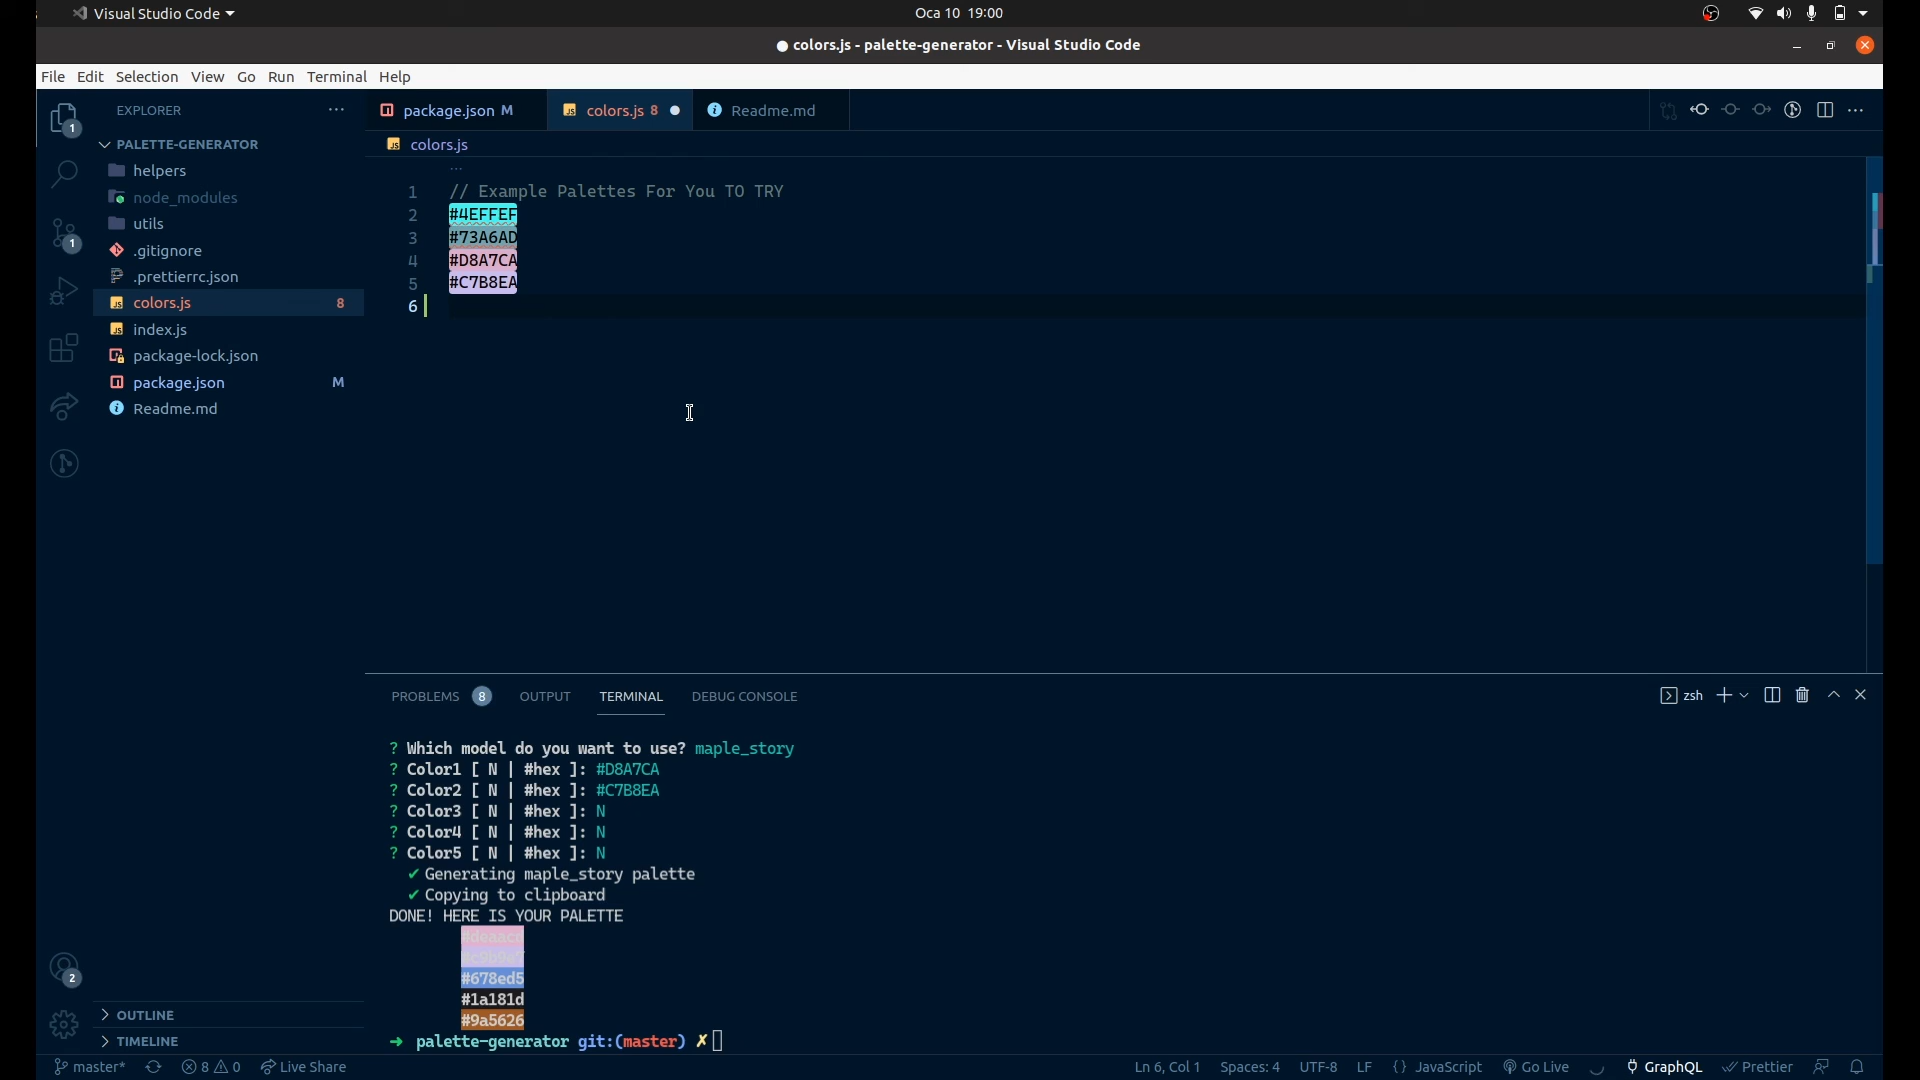 Visual Studio Code
Oca 10 19:00
colors.js - palette-generator - Visual Studio Code
File Edit Selection View Go Run Terminal Help
EXPLORER
package.json M
colors.js 8
Readme.md
PALETTE-GENERATOR
colors.js
helpers
node_modules
utils
.gitignore
.prettierrc.json
colors.js 8
index.js
package-lock.json
package.json M
Readme.md
1
1
1 // Example Palettes For You TO TRY
2 #4EFFEF
3 #73A6AD
4 #D8A7CA
5 #C7B8EA
6
PROBLEMS 8 OUTPUT TERMINAL DEBUG CONSOLE
zsh
? Which model do you want to use? maple_story
? Color1 [ N | #hex ]: #D8A7CA
? Color2 [ N | #hex ]: #C7B8EA
? Color3 [ N | #hex ]: N
? Color4 [ N | #hex ]: N
? Color5 [ N | #hex ]: N
✔ Generating maple_story palette
✔ Copying to clipboard
DONE! HERE IS YOUR PALETTE
#678ed5
#1a181d
#9a5626
➜ palette-generator git:(master) ✗
2
OUTLINE
TIMELINE
master* 8 0 Live Share
Ln 6, Col 1 Spaces: 4 UTF-8 LF {} JavaScript Go Live GraphQL Prettier